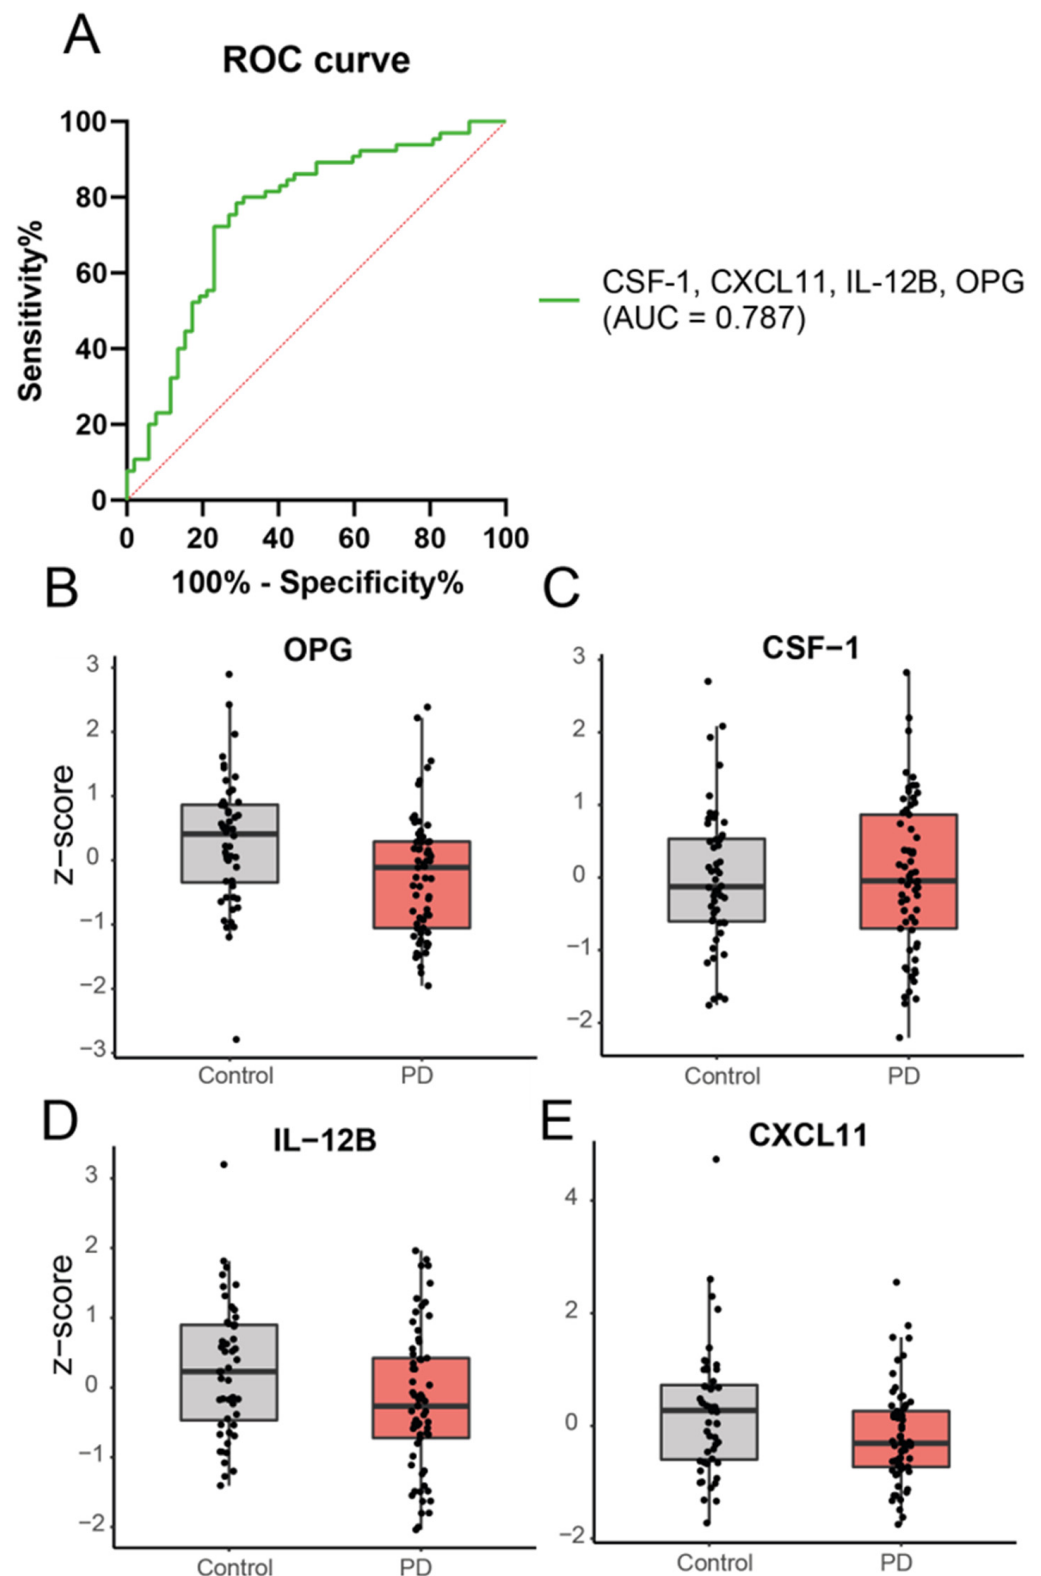 A
ROC curve
100
80
60
40
20
0
Sensitivity%
0 20 40 60 80 100
100% - Specificity%
CSF-1, CXCL11, IL-12B, OPG
(AUC = 0.787)
B
OPG
3
2
1
0
−1
−2
−3
z−score
Control PD
C
CSF−1
3
2
1
0
−1
−2
Control PD
D
IL−12B
3
2
1
0
−1
−2
z−score
Control PD
E
CXCL11
4
2
0
−2
Control PD